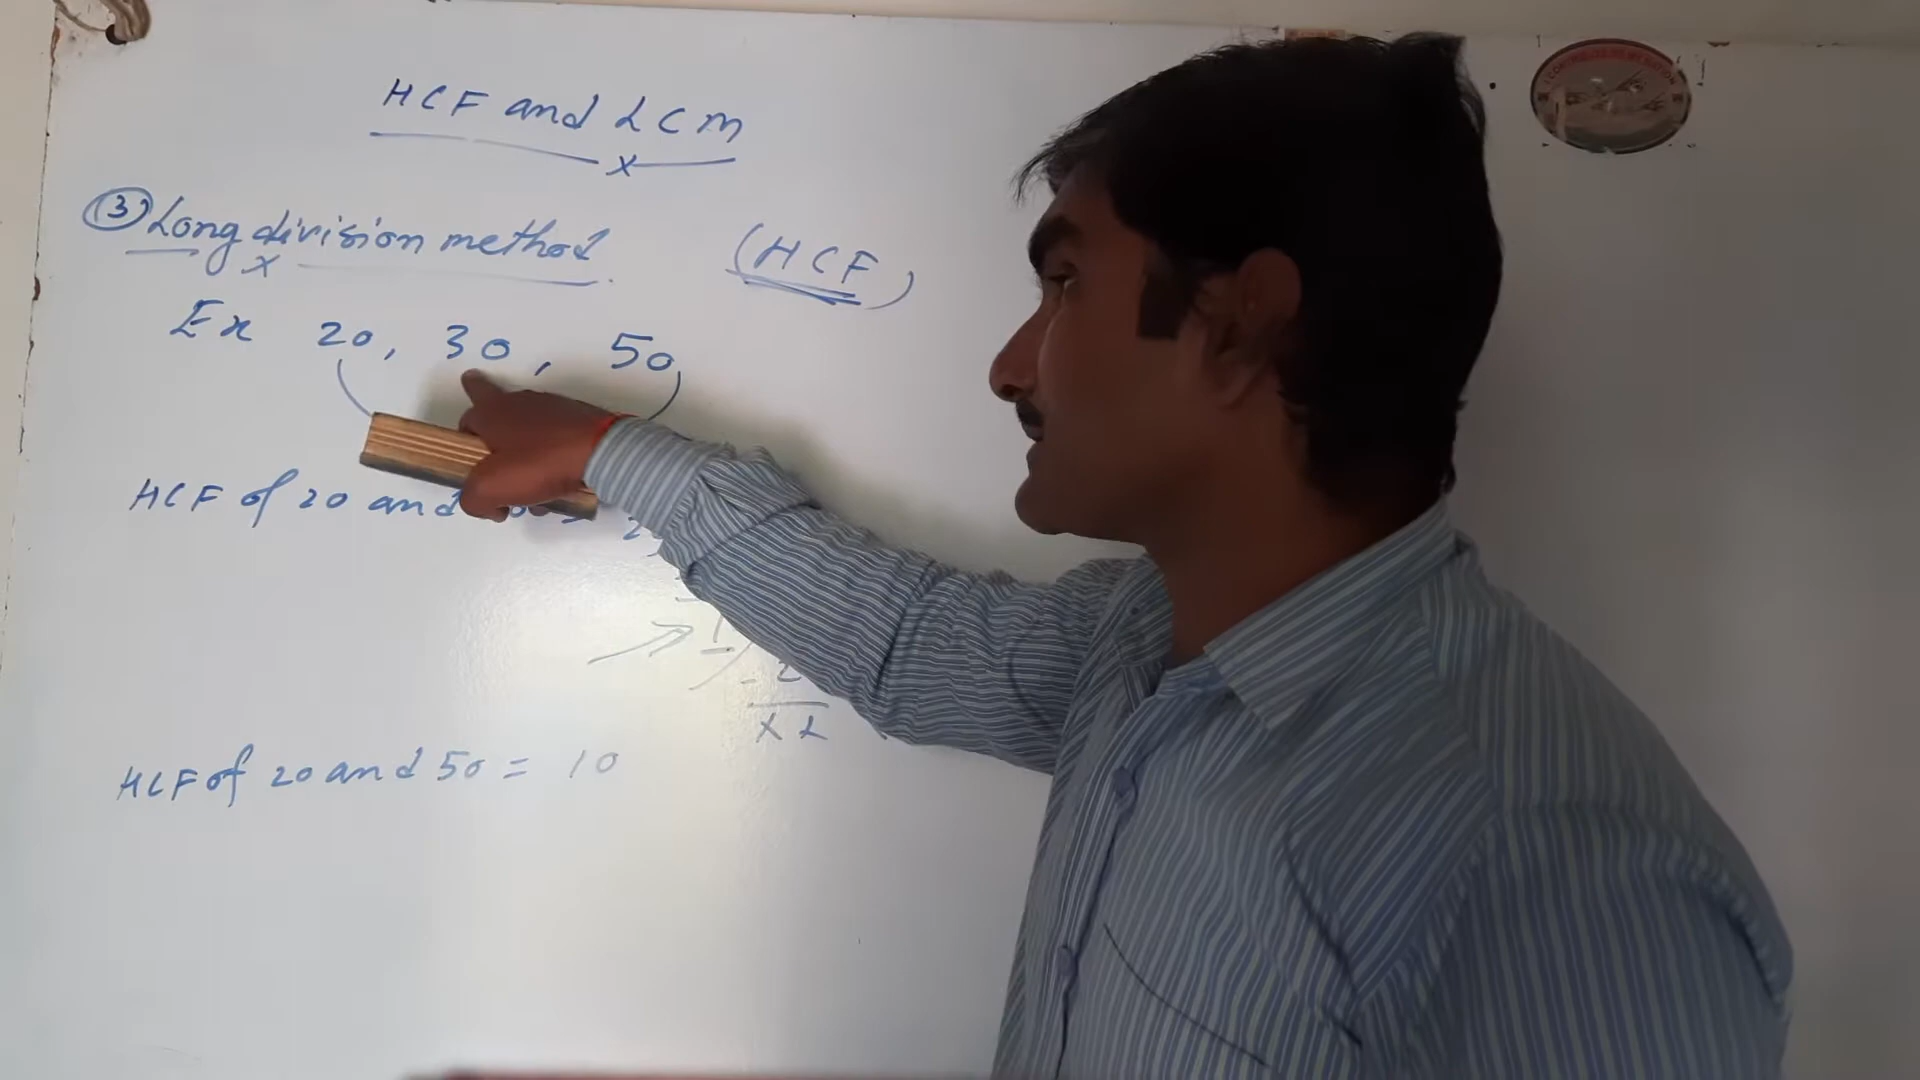 HCF and LCM
x
(3) Long division method (HCF)
x
Ex 20, 30, 50
HCF of 20 and
2
x x
HCF of 20 and 50 = 10